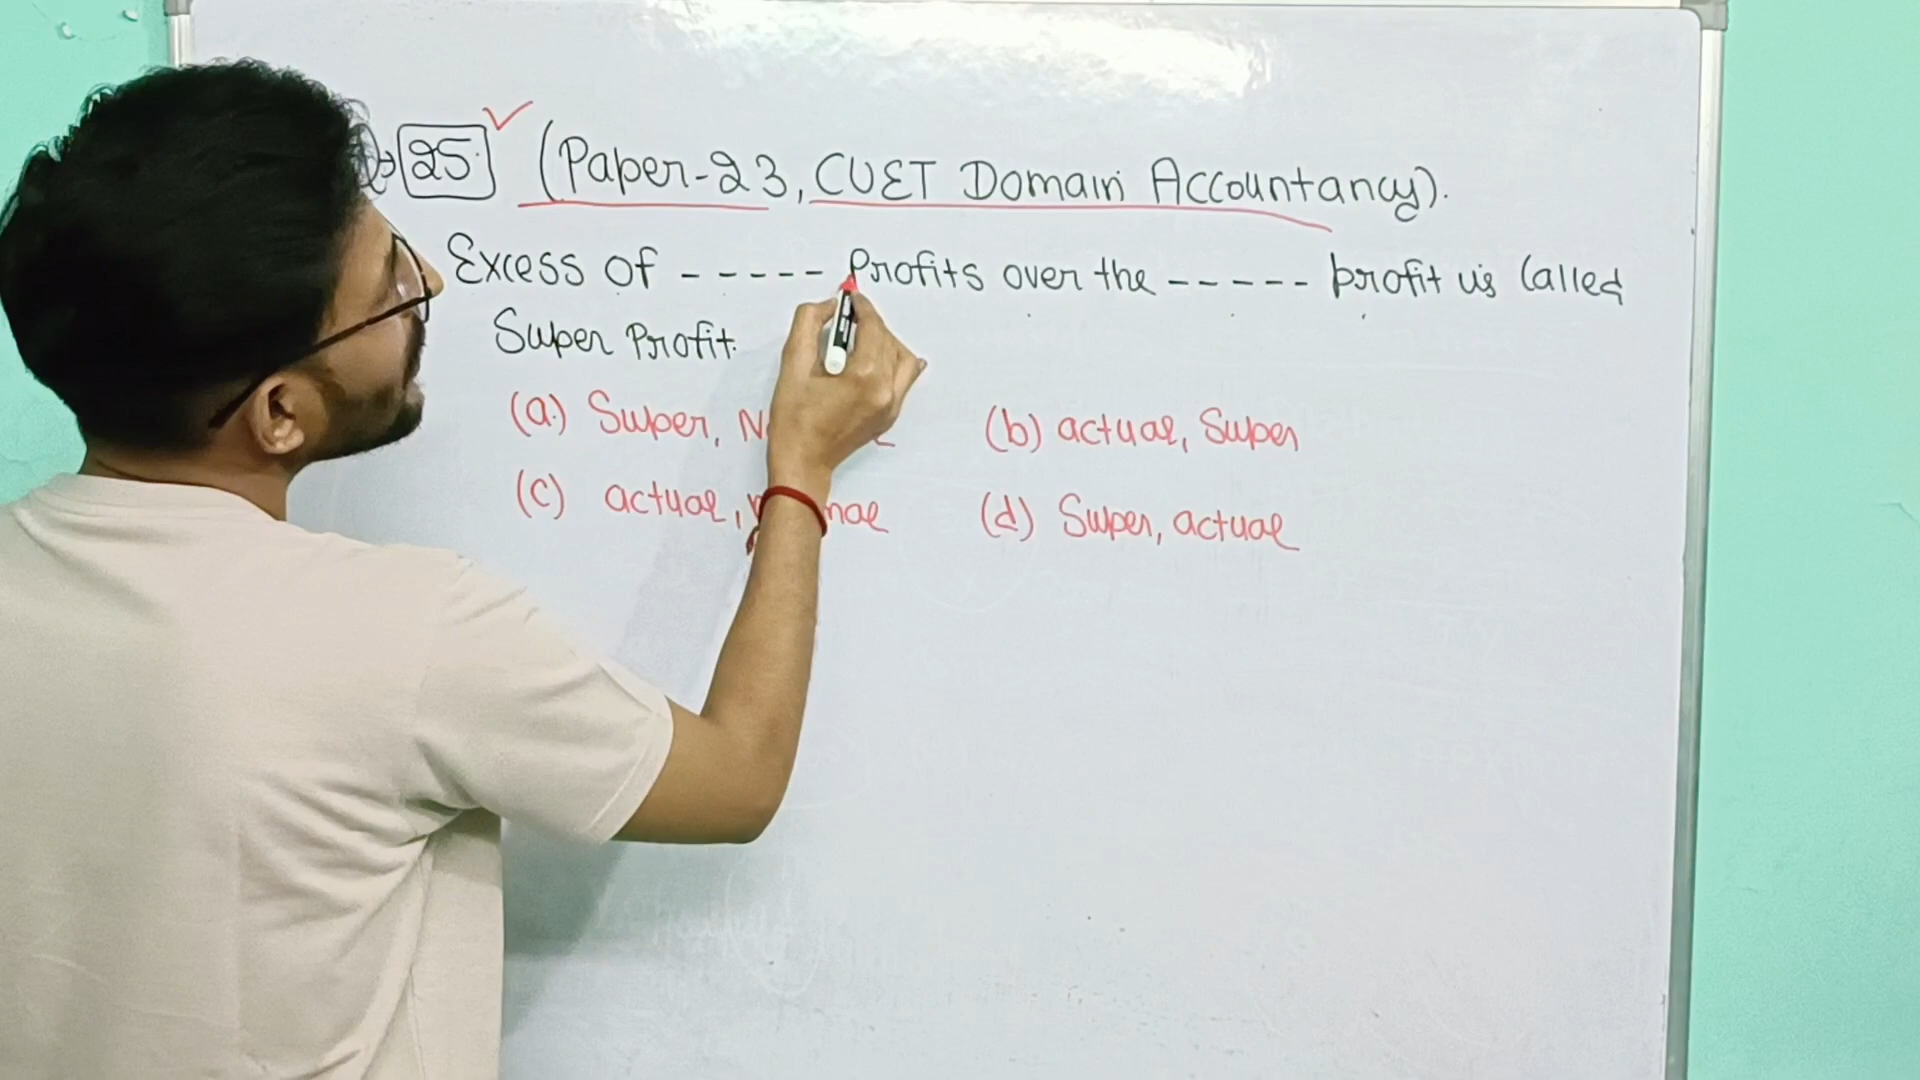 25 (Paper-23, CUET Domain Accountancy).
Excess of ----- Profits over the ------ profit is Called
Super Profit.
(a) Super,
(b) actual, Super
(c) actual,
(d) Super, actual